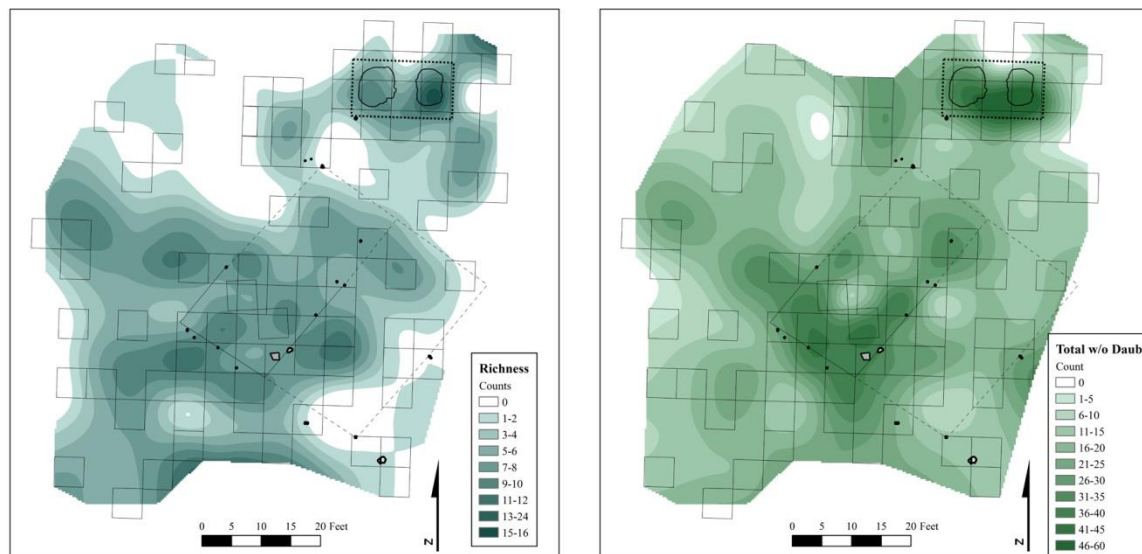 Richness
Counts
0
1-2
3-4
5-6
7-8
9-10
11-12
13-24
15-16
0 5 10 15 20 Feet
N
Total w/o Daub
Count
0
1-5
6-10
11-15
16-20
21-25
26-30
31-35
36-40
41-45
46-60
0 5 10 15 20 Feet
N